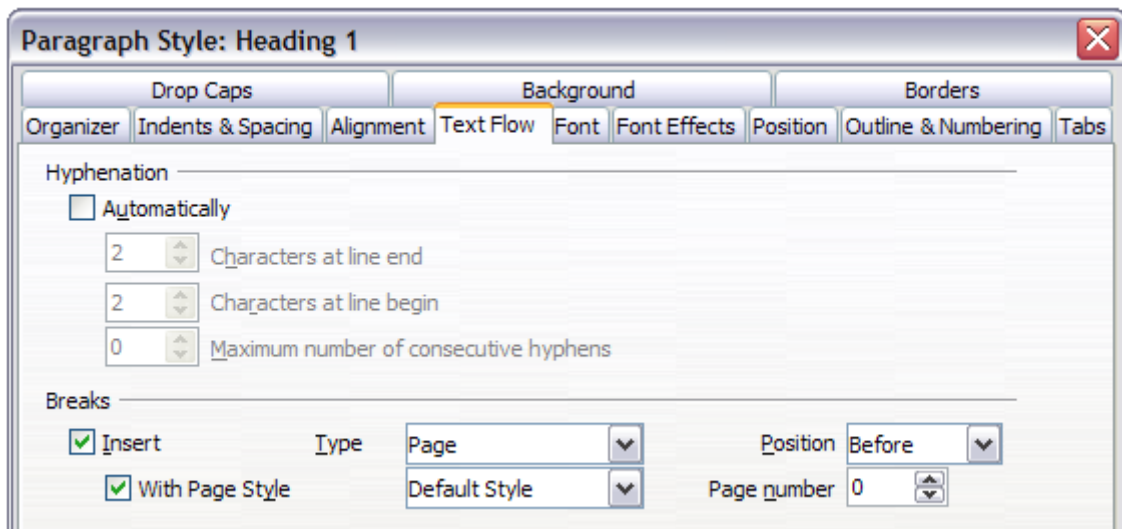 Paragraph Style: Heading 1
Drop Caps Background Borders
Organizer Indents & Spacing Alignment Text Flow Font Font Effects Position Outline & Numbering Tabs
Hyphenation
Automatically
2 Characters at line end
2 Characters at line begin
0 Maximum number of consecutive hyphens
Breaks
Insert Type Page Position Before
With Page Style Default Style Page number 0